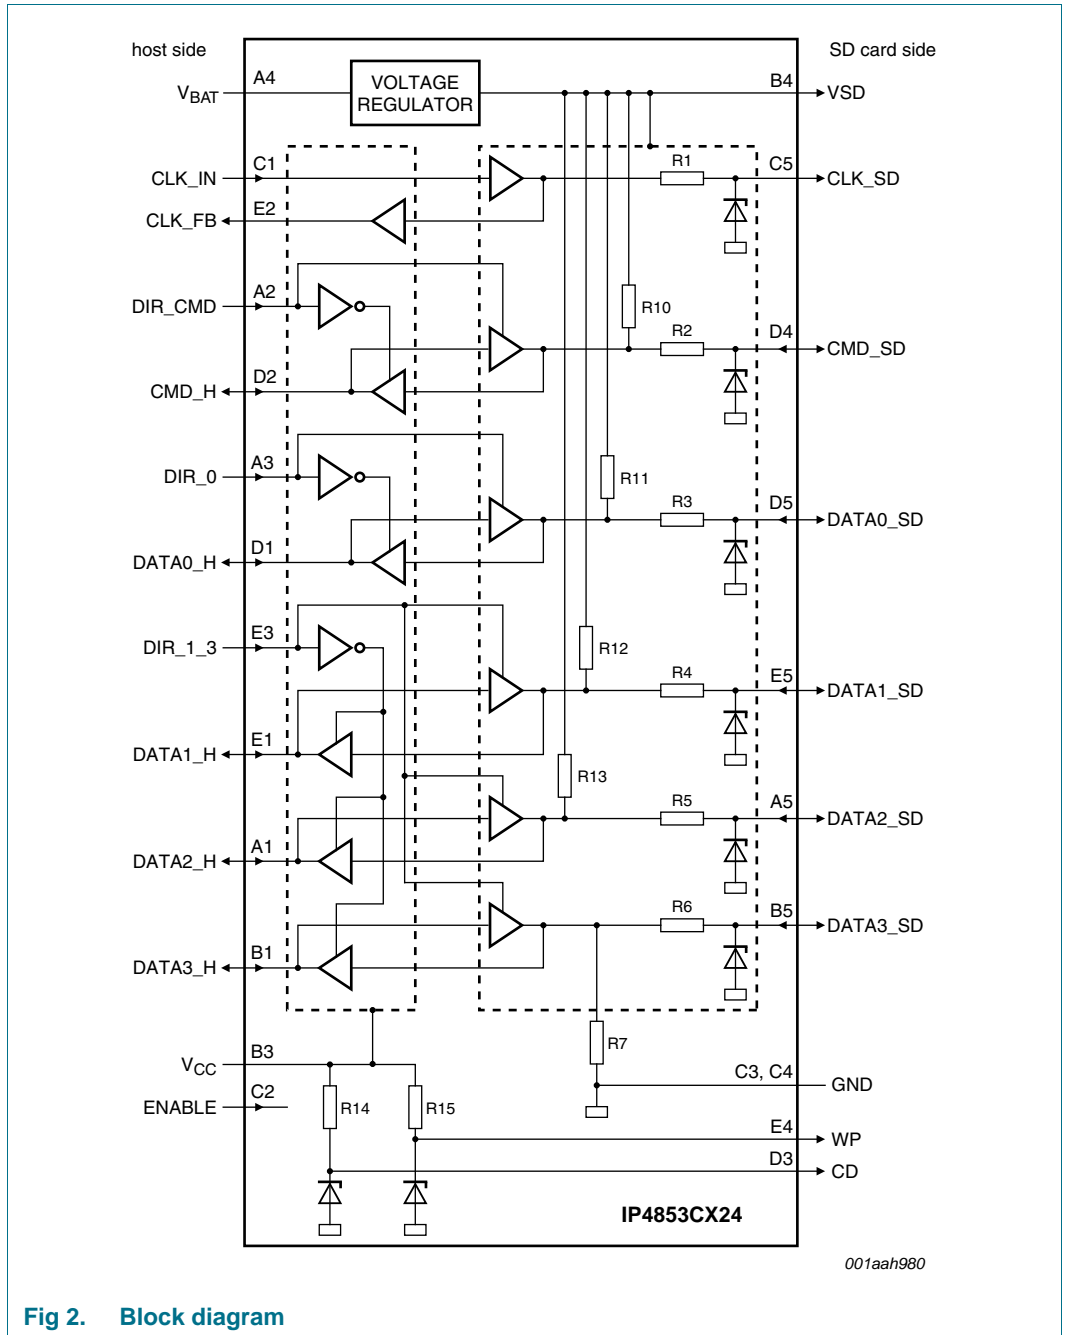 host side
SD card side
A4
VOLTAGE
REGULATOR
B4
VBAT
VSD
C1
R1
C5
CLK_IN
CLK_SD
E2
CLK_FB
A2
DIR_CMD
R10
R2
D4
CMD_SD
D2
CMD_H
A3
DIR_0
R11
R3
D5
DATA0_SD
D1
DATA0_H
E3
DIR_1_3
R12
R4
E5
DATA1_SD
E1
DATA1_H
R13
R5
A5
DATA2_SD
A1
DATA2_H
R6
B5
DATA3_SD
B1
DATA3_H
R7
B3
VCC
C3, C4
GND
C2
ENABLE
R14
R15
E4
WP
D3
CD
IP4853CX24
001aah980
Fig 2. Block diagram